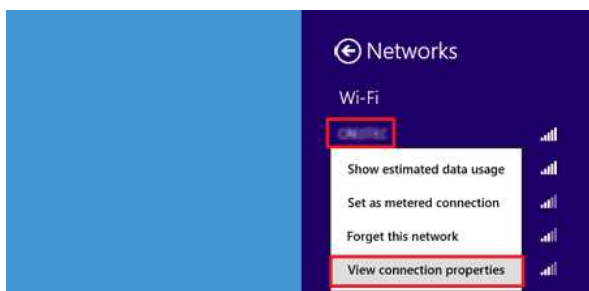 Networks
Wi-Fi
Show estimated data usage
Set as metered connection
Forget this network
View connection properties